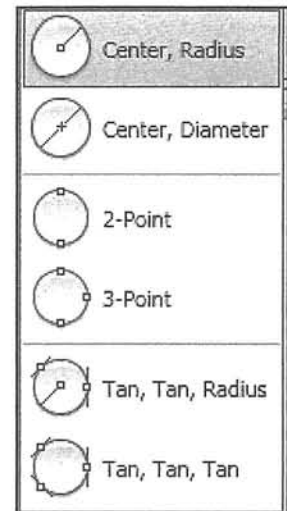 Center, Radius
Center, Diameter
2-Point
3-Point
Tan, Tan, Radius
Tan, Tan, Tan